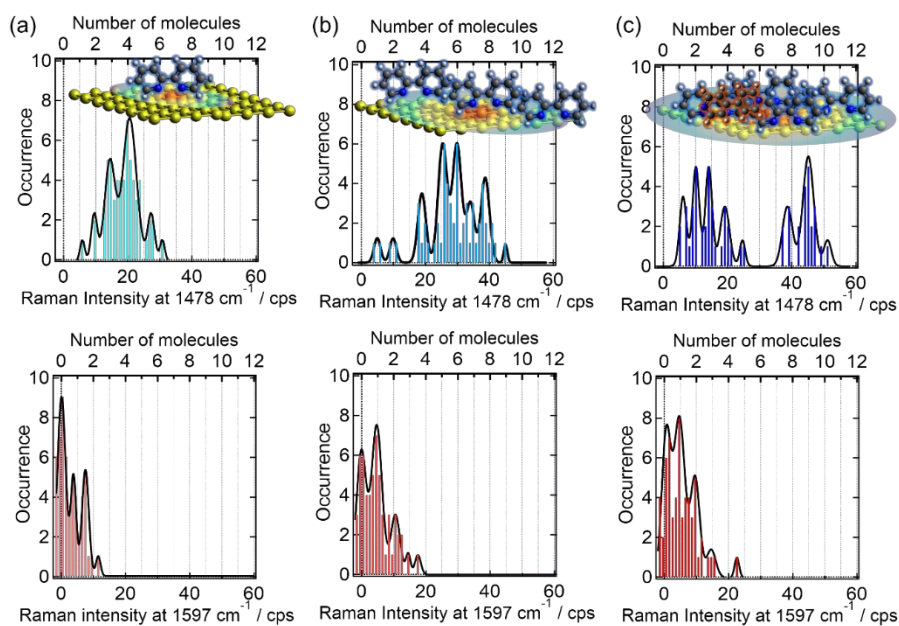 (a)
Number of molecules
0 2 4 6 8 10 12
10
8
6
4
2
0
Occurrence
0 20 40 60
Raman Intensity at 1478 cm⁻¹ / cps
(b)
Number of molecules
0 2 4 6 8 10 12
10
8
6
4
2
0
Occurrence
0 20 40 60
Raman Intensity at 1478 cm⁻¹ / cps
(c)
Number of molecules
0 2 4 6 8 10 12
10
8
6
4
2
0
Occurrence
0 20 40 60
Raman Intensity at 1478 cm⁻¹ / cps
Number of molecules
0 2 4 6 8 10 12
10
8
6
4
2
0
Occurrence
0 20 40 60
Raman Intensity at 1597 cm⁻¹ / cps
Number of molecules
0 2 4 6 8 10 12
10
8
6
4
2
0
Occurrence
0 20 40 60
Raman Intensity at 1597 cm⁻¹ / cps
Number of molecules
0 2 4 6 8 10 12
10
8
6
4
2
0
Occurrence
0 20 40 60
Raman Intensity at 1597 cm⁻¹ / cps